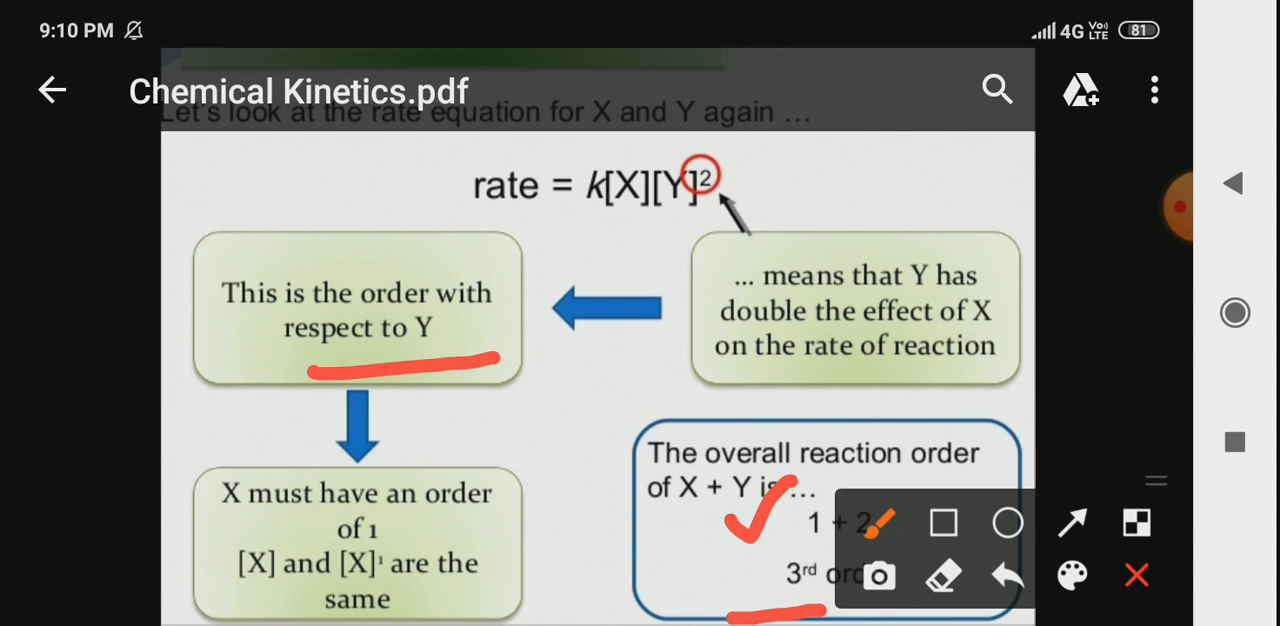 9:10 PM
4G Vo)) LTE 81
Chemical Kinetics.pdf
Let's look at the rate equation for X and Y again ...
rate = k[X][Y]²
This is the order with
respect to Y
... means that Y has
double the effect of X
on the rate of reaction
X must have an order
of 1
[X] and [X]¹ are the
same
The overall reaction order
of X + Y is ...
1 + 2
3rd